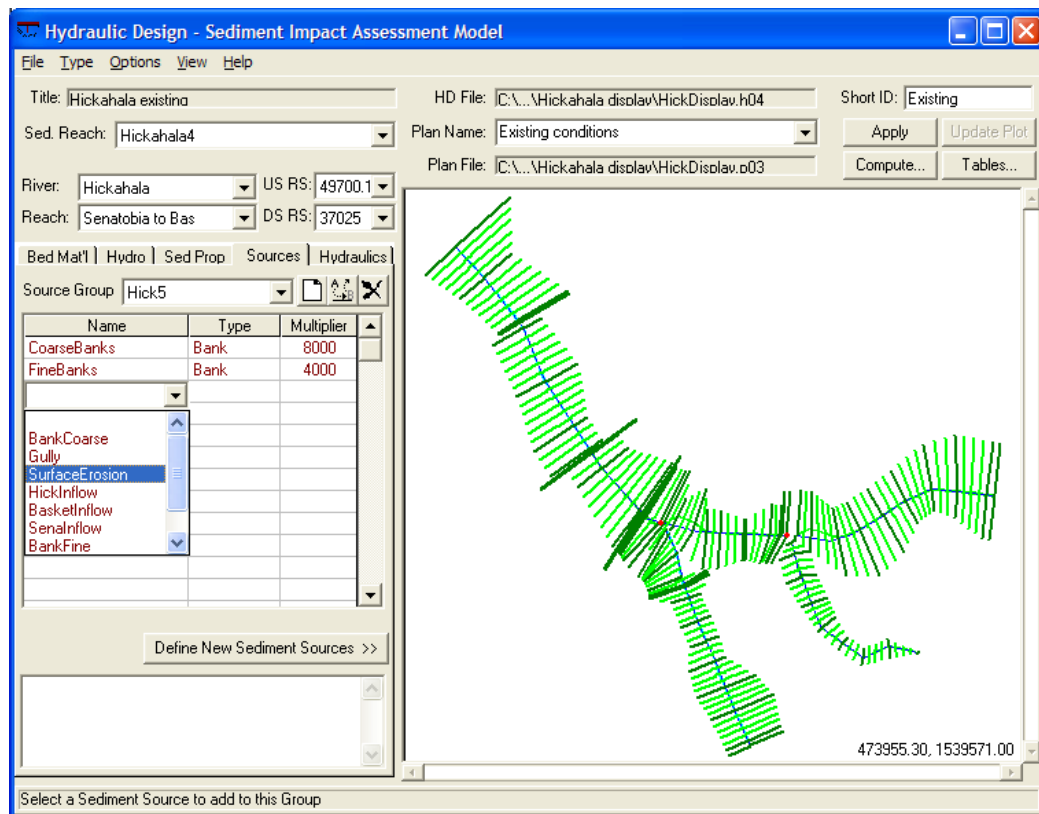 Hydraulic Design - Sediment Impact Assessment Model
File Type Options View Help
Title: Hickahala existing
HD File: C:\...\Hickahala display\HickDisplay.h04
Short ID: Existing
Sed. Reach: Hickahala4
Plan Name: Existing conditions
Apply Update Plot
Plan File: C:\...\Hickahala display\HickDisplay.p03
Compute... Tables...
River: Hickahala US RS: 49700.1
Reach: Senatobia to Bas DS RS: 37025
Bed Mat'l Hydro Sed Prop Sources Hydraulics
Source Group Hick5
Name Type Multiplier
CoarseBanks Bank 8000
FineBanks Bank 4000
BankCoarse
Gully
SurfaceErosion
HickInflow
BasketInflow
SenaInflow
BankFine
Define New Sediment Sources >>
473955.30, 1539571.00
Select a Sediment Source to add to this Group